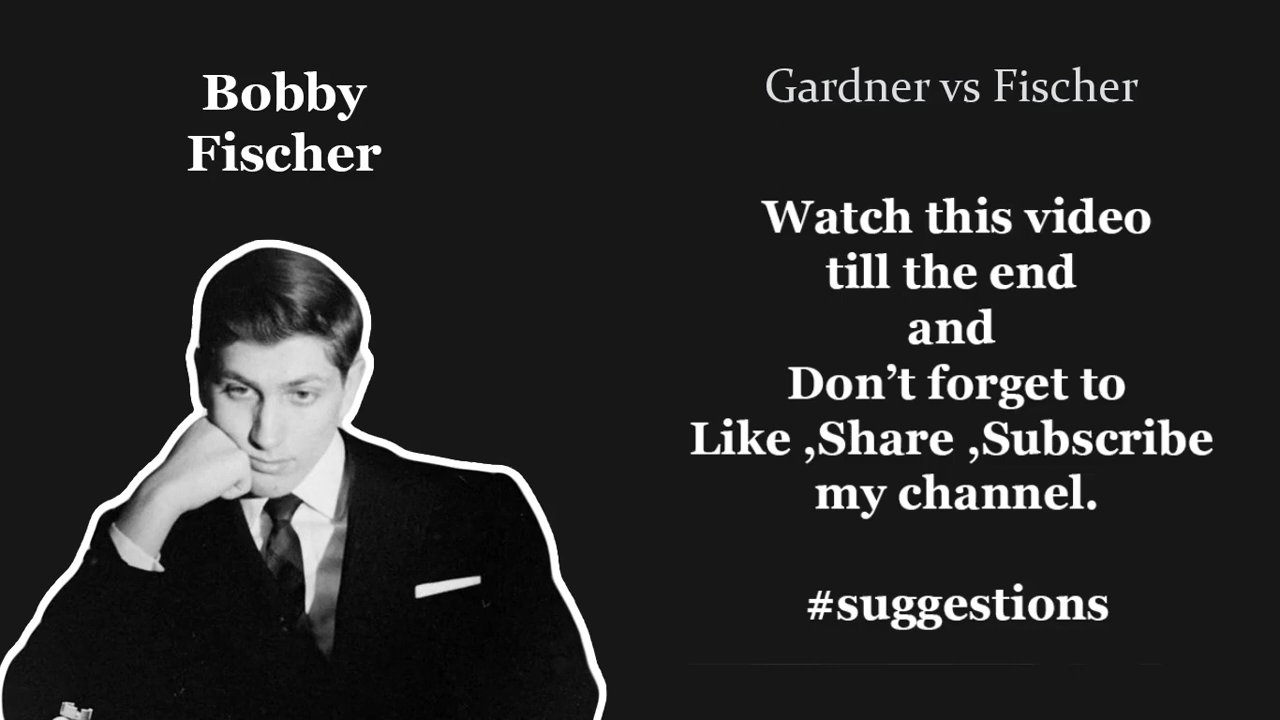 Bobby
Fischer
Gardner vs Fischer
Watch this video
till the end
and
Don’t forget to
Like ,Share ,Subscribe
my channel.
#suggestions